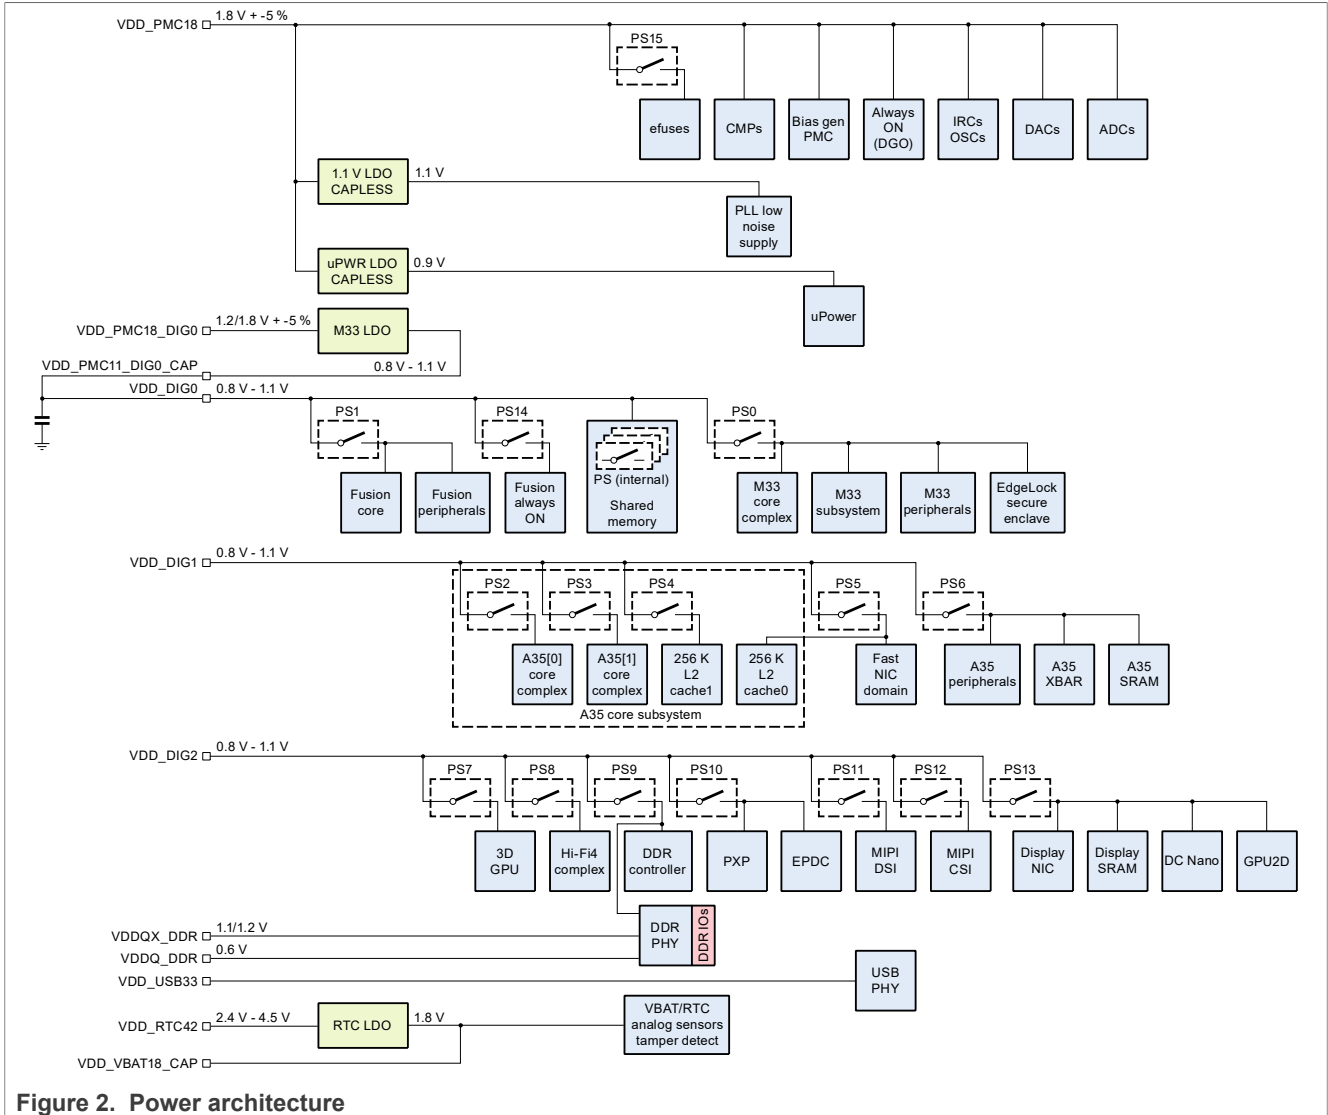 VDD_PMC18
1.8 V + -5 %
PS15
efuses
CMPs
Bias gen
PMC
Always
ON
(DGO)
IRCs
OSCs
DACs
ADCs
1.1 V LDO
CAPLESS
1.1 V
PLL low
noise
supply
uPWR LDO
CAPLESS
0.9 V
uPower
VDD_PMC18_DIG0
1.2/1.8 V + -5 %
M33 LDO
VDD_PMC11_DIG0_CAP
0.8 V - 1.1 V
VDD_DIG0
0.8 V - 1.1 V
PS1
PS14
PS0
PS (internal)
Shared
memory
Fusion
core
Fusion
peripherals
Fusion
always
ON
M33
core
complex
M33
subsystem
M33
peripherals
EdgeLock
secure
enclave
VDD_DIG1
0.8 V - 1.1 V
PS2
PS3
PS4
PS5
PS6
A35[0]
core
complex
A35[1]
core
complex
256 K
L2
cache1
256 K
L2
cache0
Fast
NIC
domain
A35
peripherals
A35
XBAR
A35
SRAM
A35 core subsystem
VDD_DIG2
0.8 V - 1.1 V
PS7
PS8
PS9
PS10
PS11
PS12
PS13
3D
GPU
Hi-Fi4
complex
DDR
controller
PXP
EPDC
MIPI
DSI
MIPI
CSI
Display
NIC
Display
SRAM
DC Nano
GPU2D
VDDQX_DDR
1.1/1.2 V
DDR
PHY
DDR IOs
VDDQ_DDR
0.6 V
VDD_USB33
USB
PHY
VDD_RTC42
2.4 V - 4.5 V
RTC LDO
1.8 V
VBAT/RTC
analog sensors
tamper detect
VDD_VBAT18_CAP
Figure 2. Power architecture